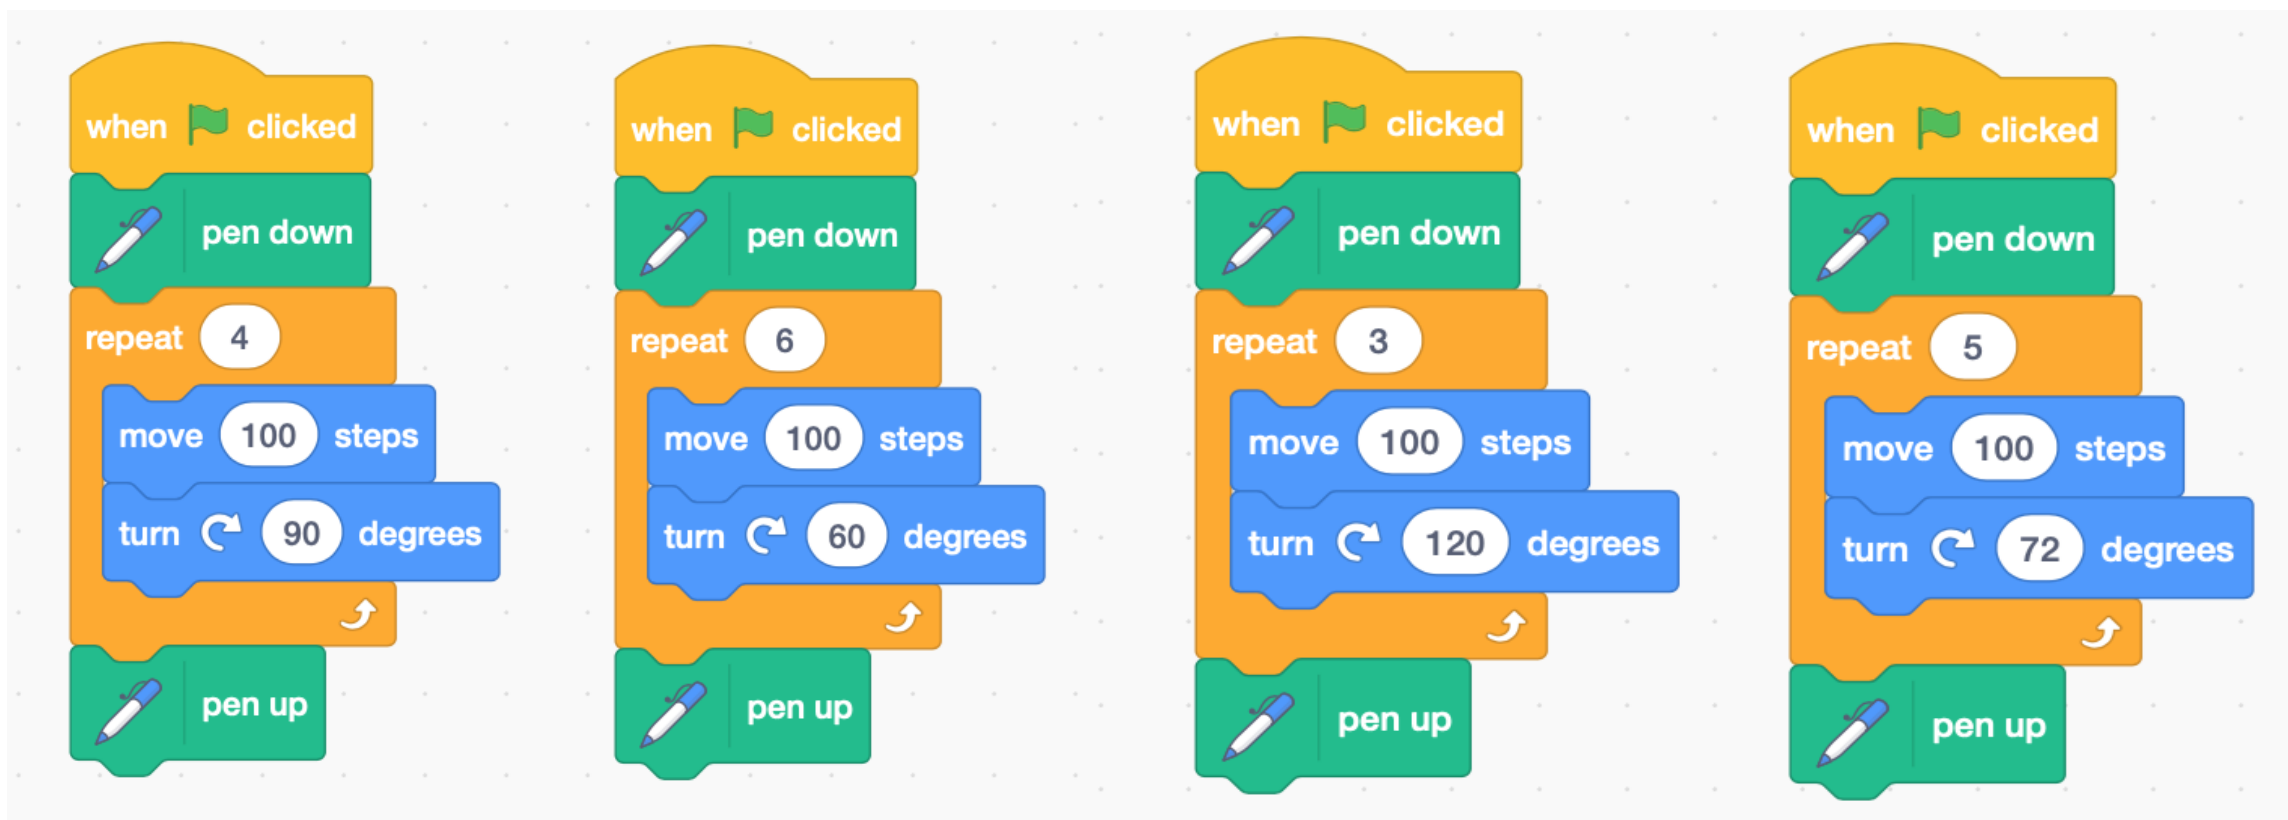 when clicked
pen down
repeat 4
move 100 steps
turn 90 degrees
pen up
when clicked
pen down
repeat 6
move 100 steps
turn 60 degrees
pen up
when clicked
pen down
repeat 3
move 100 steps
turn 120 degrees
pen up
when clicked
pen down
repeat 5
move 100 steps
turn 72 degrees
pen up